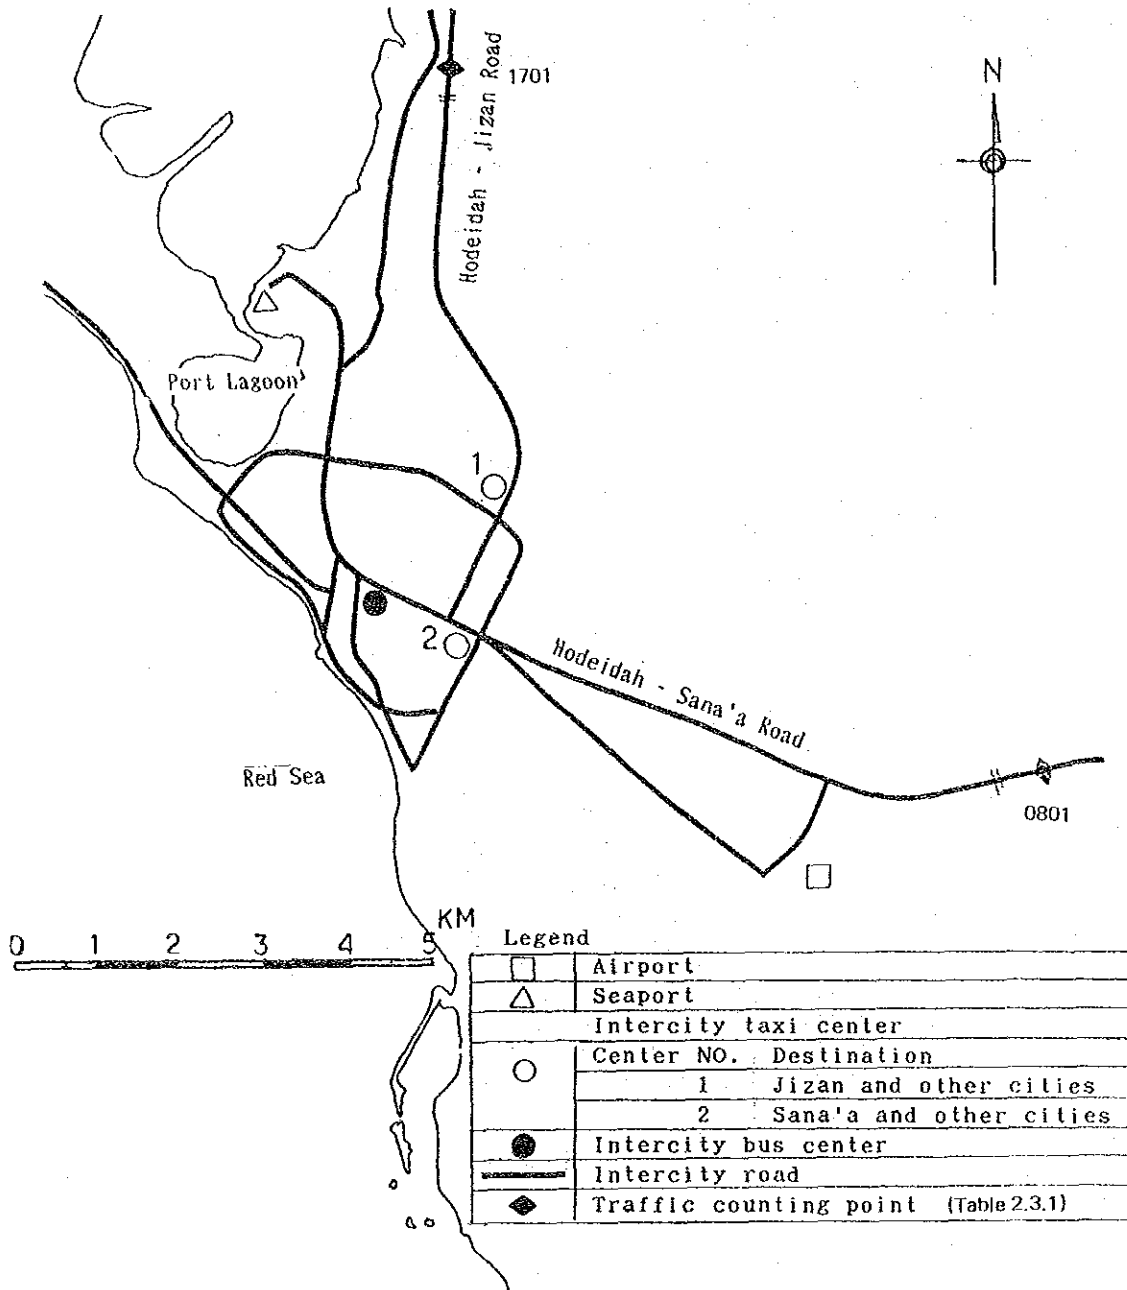 1701
N
Hodeidah - Jizan Road
Port Lagoon
1
2
Hodeidah - Sana'a Road
Red Sea
0801
KM
0 1 2 3 4 5
Legend
Airport
Seaport
Intercity taxi center
Center NO. Destination
1 Jizan and other cities
2 Sana'a and other cities
Intercity bus center
Intercity road
Traffic counting point (Table 2.3.1)